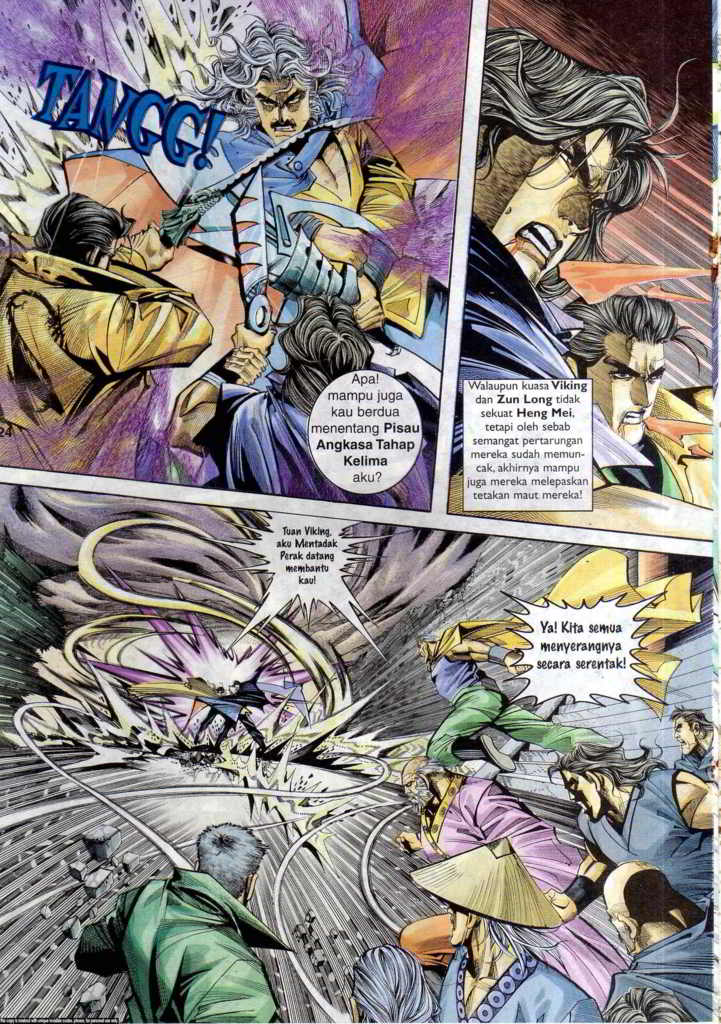 TANGG!
Apa!
mampu juga
kau berdua
menentang Pisau
Angkasa Tahap
Kelima
aku?
24
Walaupun kuasa Viking
dan Zun Long tidak
sekuat Heng Mei,
tetapi oleh sebab
semangat pertarungan
mereka sudah memun-
cak, akhirnya mampu
juga mereka melepaskan
tetakan maut mereka!
Tuan Viking,
aku Mentadak
Perak datang
membantu
kau!
Ya! Kita semua
menyerangnya
secara serentak!